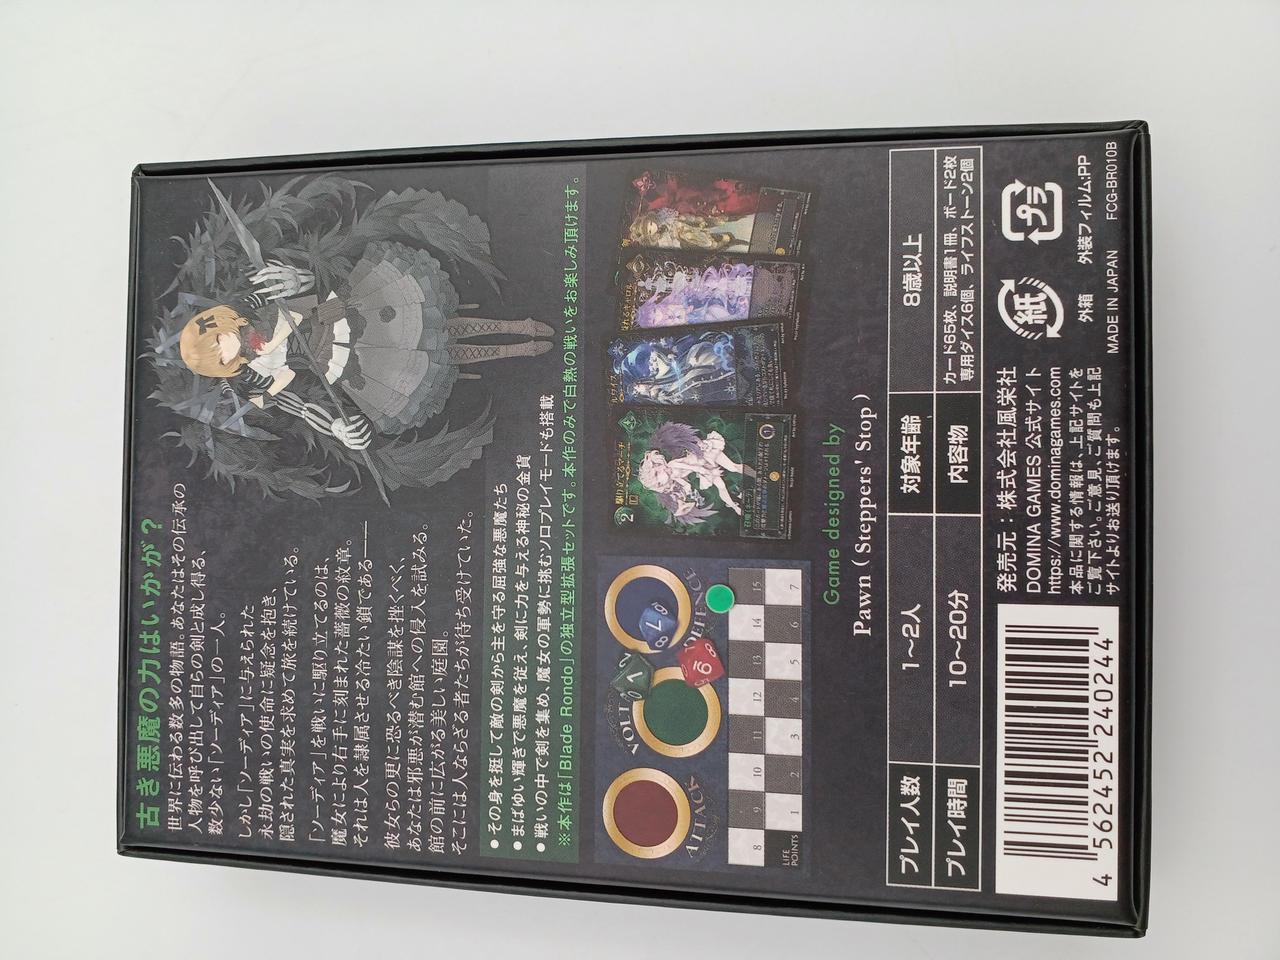 古き悪魔の力はいかが？
世界に伝わる数多の物語。あなたはその伝承の
人物を呼び出して自らの剣と成し得る、
数少ない「ソーディア」の一人。
しかし「ソーディア」に与えられた
永劫の戦いの使命に疑念を抱き、
隠された真実を求めて旅を続けている。
「ソーディア」を戦いに駆り立てるのは、
魔女により右手に刻まれた薔薇の紋章。
それは人を隷属させる冷たい鎖である――
彼女らの更に恐るべき陰謀を挫くべく、
あなたは邪悪が潜む館への侵入を試みる。
館の前に広がる美しい庭園。
そこには人ならざる者たちが待ち受けていた。
●その身を挺して敵の剣から主を守る屈強な悪魔たち
●まばゆい輝きで悪魔を従え、剣に力を与える神秘の金貨
●戦いの中で剣を集め、魔女の軍勢に挑むソロプレイモードも搭載
※本作は「Blade Rondo」の独立型拡張セットです。本作のみで白熱の戦いをお楽しみ頂けます。
ATTACK
VOLT
DEFENCE
8 9 10 11 12 13 14 15
LIFE POINTS 1 2 3 4 5 6 7
2
Game designed by
Pawn ( Steppers' Stop )
プレイ人数 1〜2人 対象年齢 8歳以上
プレイ時間 10〜20分 内容物 カード65枚、説明書1冊、ボード2枚
専用ダイス6個、ライフストーン2個
4 562452 240244
発売元：株式会社風栄社
DOMINA GAMES 公式サイト
https://www.dominagames.com
本品に関する情報は、上記サイトを
ご覧下さい。ご意見、ご質問も上記
サイトよりお送り頂けます。
紙
外箱
プラ
外装フィルム:PP
MADE IN JAPAN FCG-BR010B